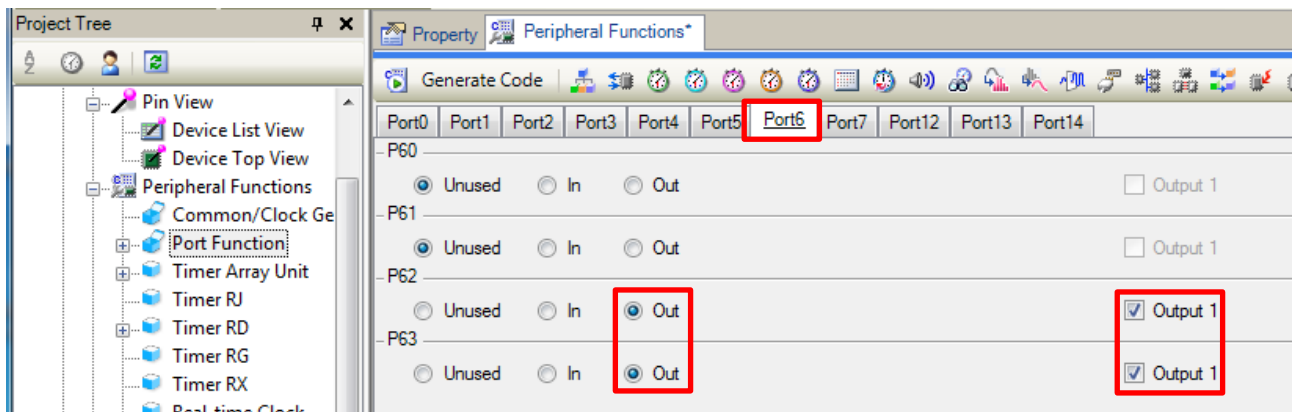 Project Tree
Property
Peripheral Functions*
Generate Code
Pin View
Device List View
Device Top View
Peripheral Functions
Common/Clock Ge
Port Function
Timer Array Unit
Timer RJ
Timer RD
Timer RG
Timer RX
Real-time Clock
Port0 Port1 Port2 Port3 Port4 Port5 Port6 Port7 Port12 Port13 Port14
P60
Unused In Out Output 1
P61
Unused In Out Output 1
P62
Unused In Out Output 1
P63
Unused In Out Output 1